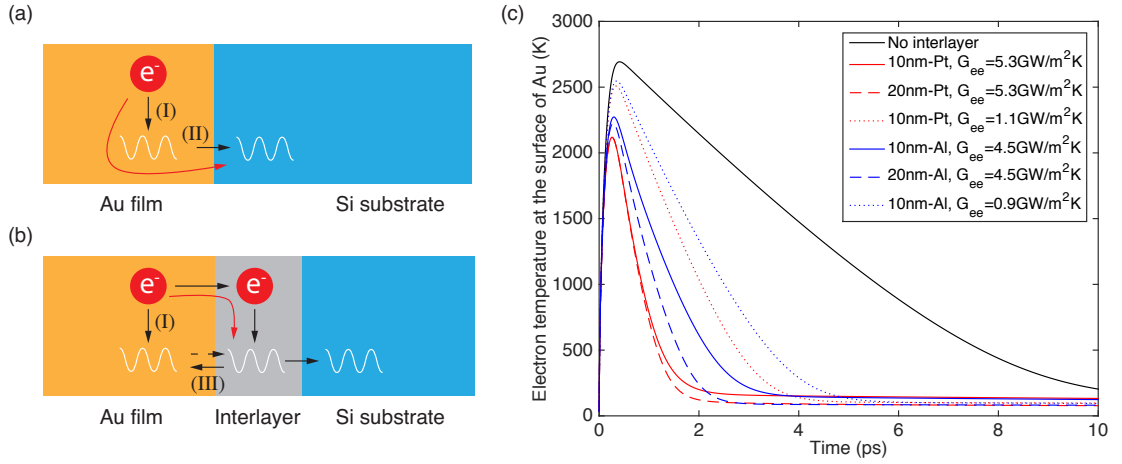 (a)
e-
(I)
(II)
Au film
Si substrate
(b)
e-
e-
(I)
(III)
Au film
Interlayer
Si substrate
(c)
Electron temperature at the surface of Au (K)
3000
2500
2000
1500
1000
500
0
0
2
4
6
8
10
Time (ps)
No interlayer
10nm-Pt, Gee=5.3GW/m²K
20nm-Pt, Gee=5.3GW/m²K
10nm-Pt, Gee=1.1GW/m²K
10nm-Al, Gee=4.5GW/m²K
20nm-Al, Gee=4.5GW/m²K
10nm-Al, Gee=0.9GW/m²K